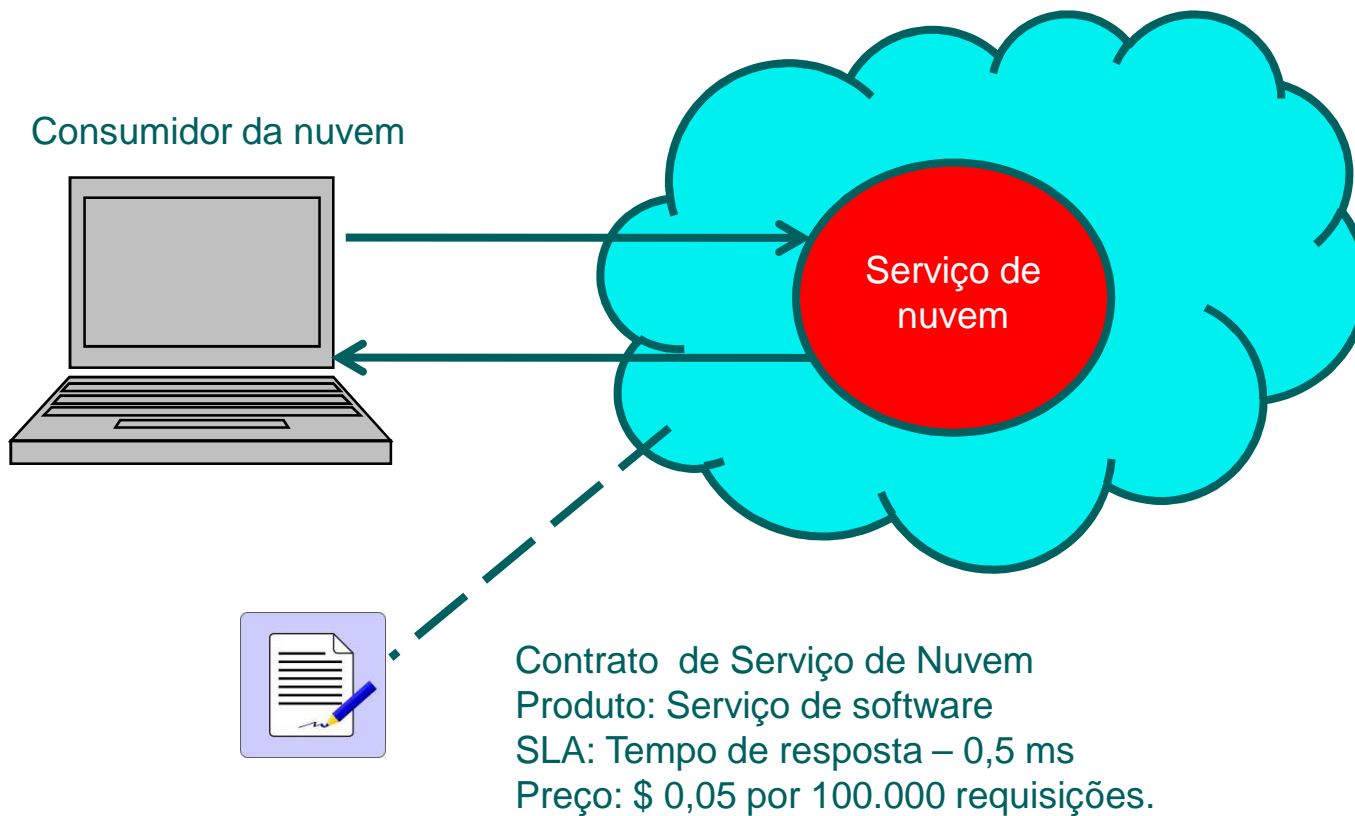 Consumidor da nuvem
Serviço de
nuvem
Contrato de Serviço de Nuvem
Produto: Serviço de software
SLA: Tempo de resposta – 0,5 ms
Preço: $ 0,05 por 100.000 requisições.